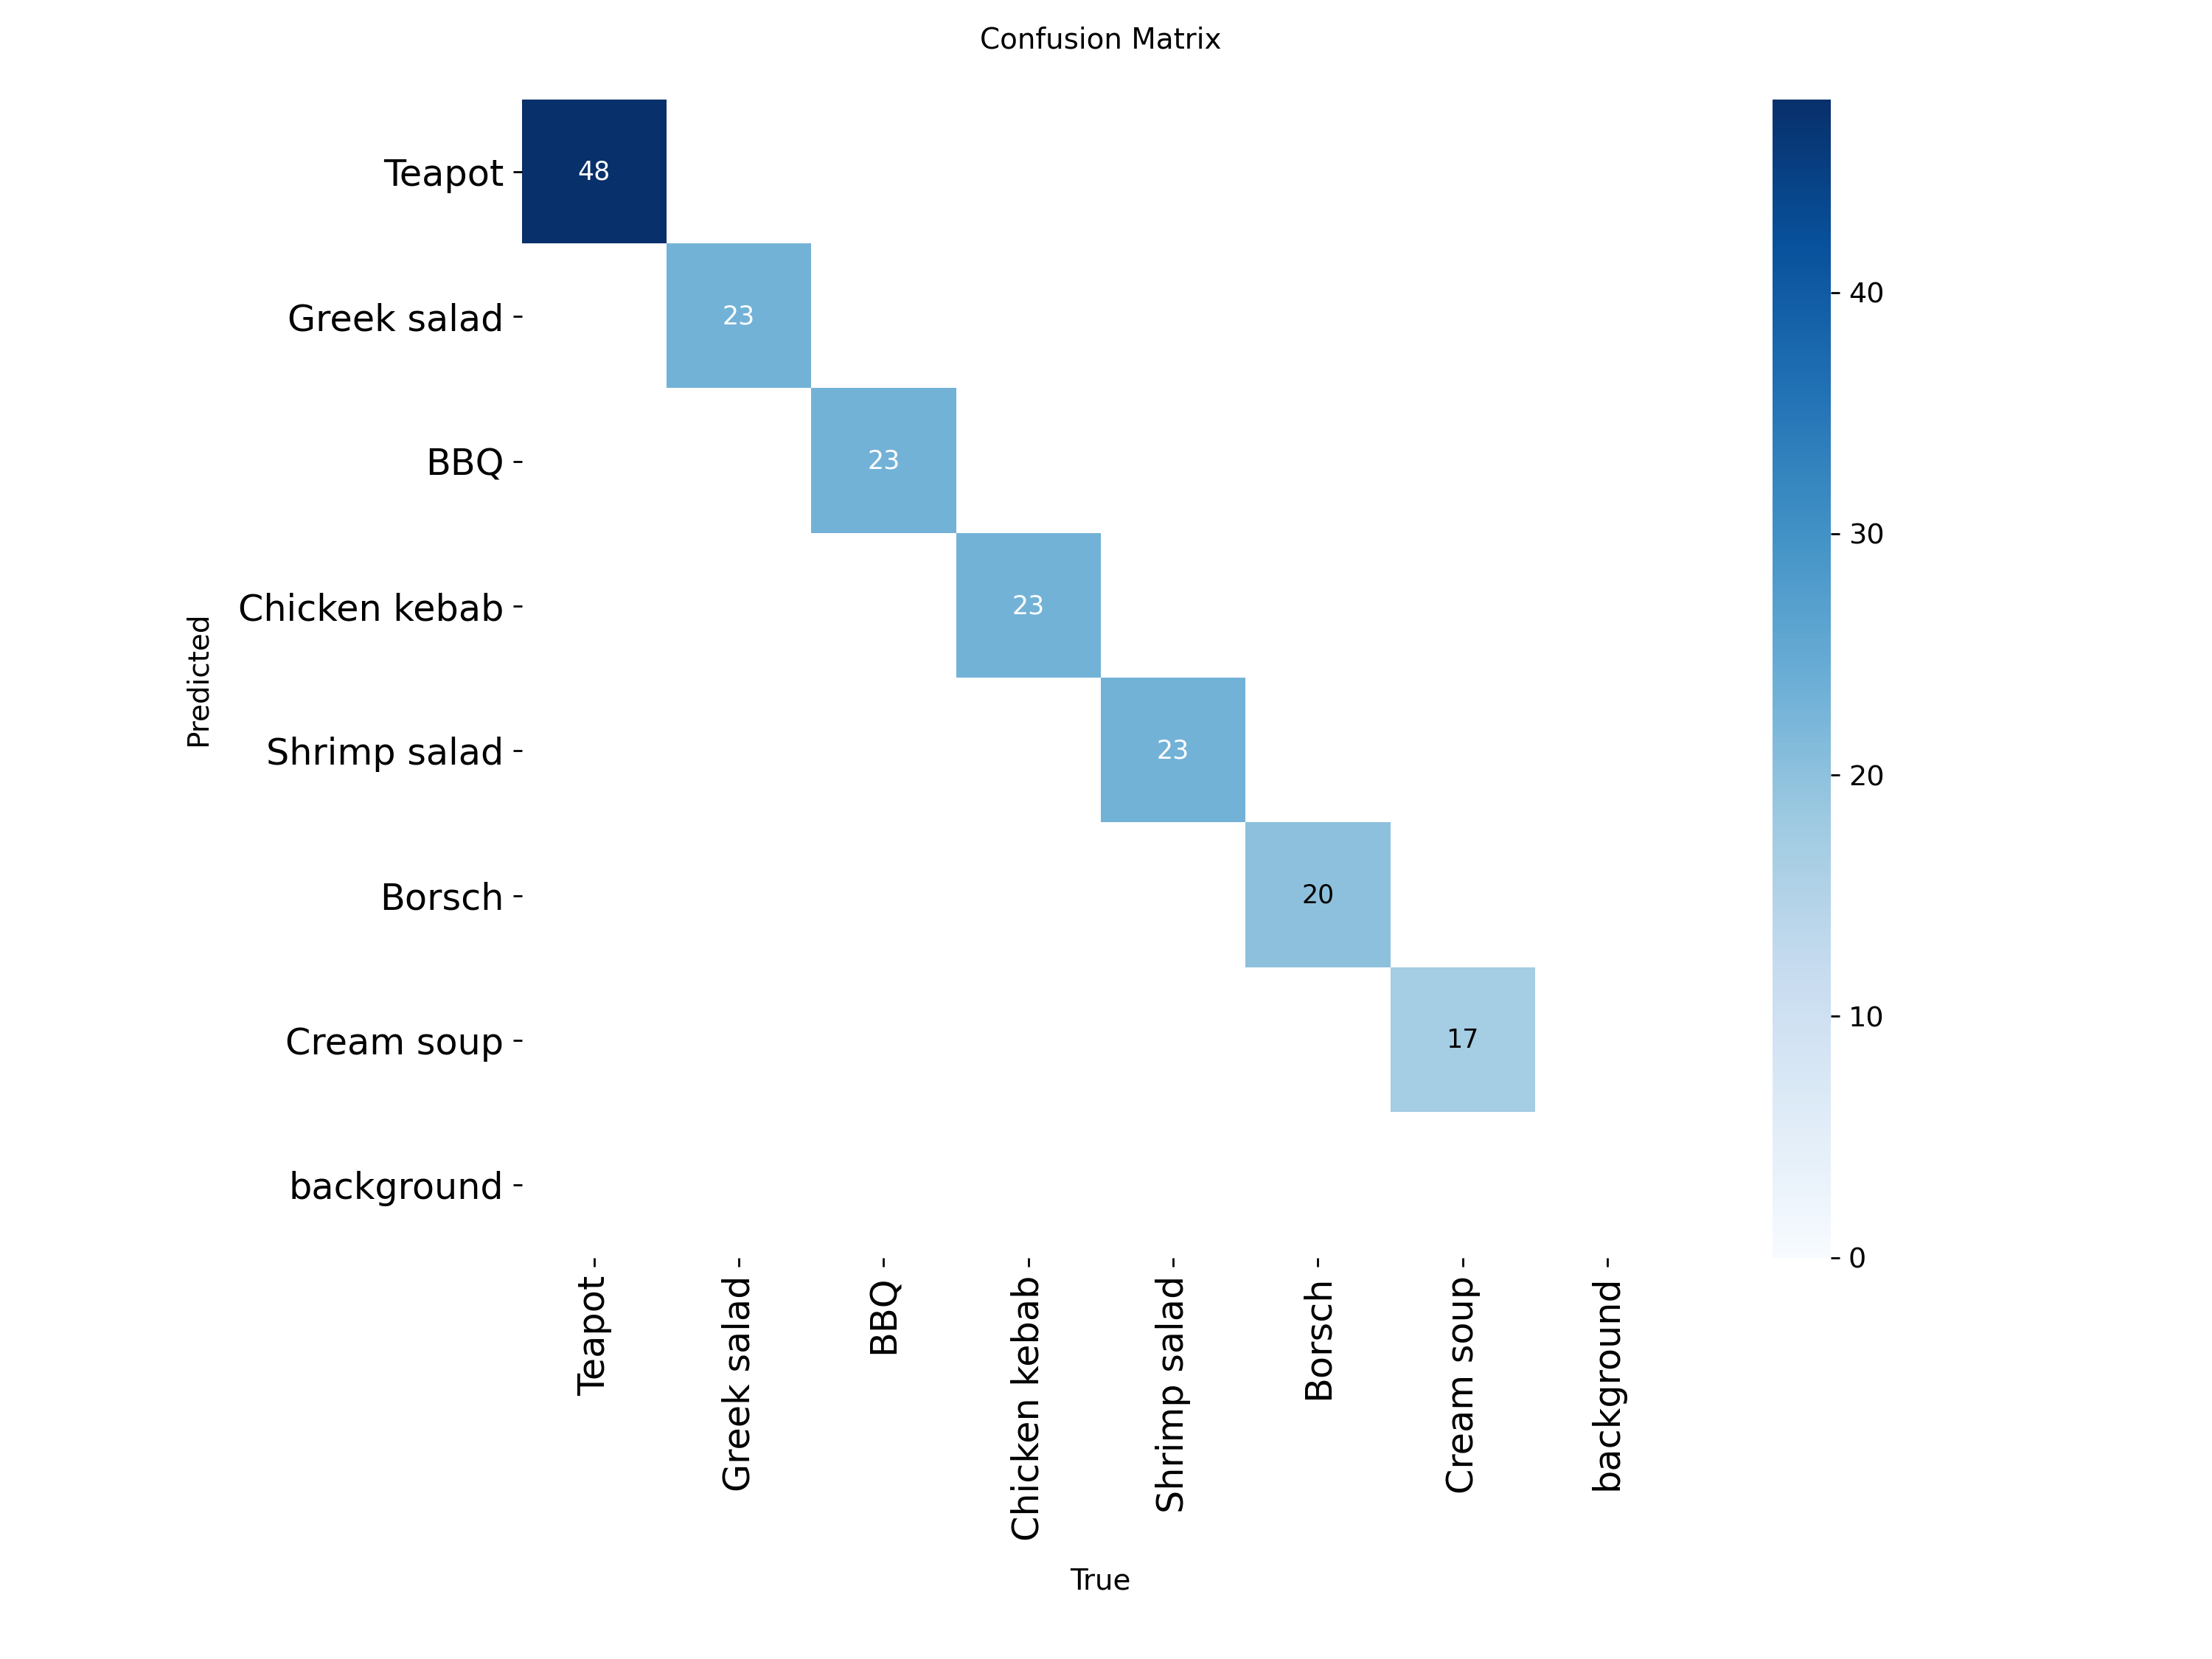 Confusion Matrix
Teapot
48
Greek salad
23
40
BBQ
23
30
Chicken kebab
23
Predicted
Shrimp salad
23
20
Borsch
20
Cream soup
17
10
background
0
Teapot
Greek salad
BBQ
Chicken kebab
Shrimp salad
Borsch
Cream soup
background
True